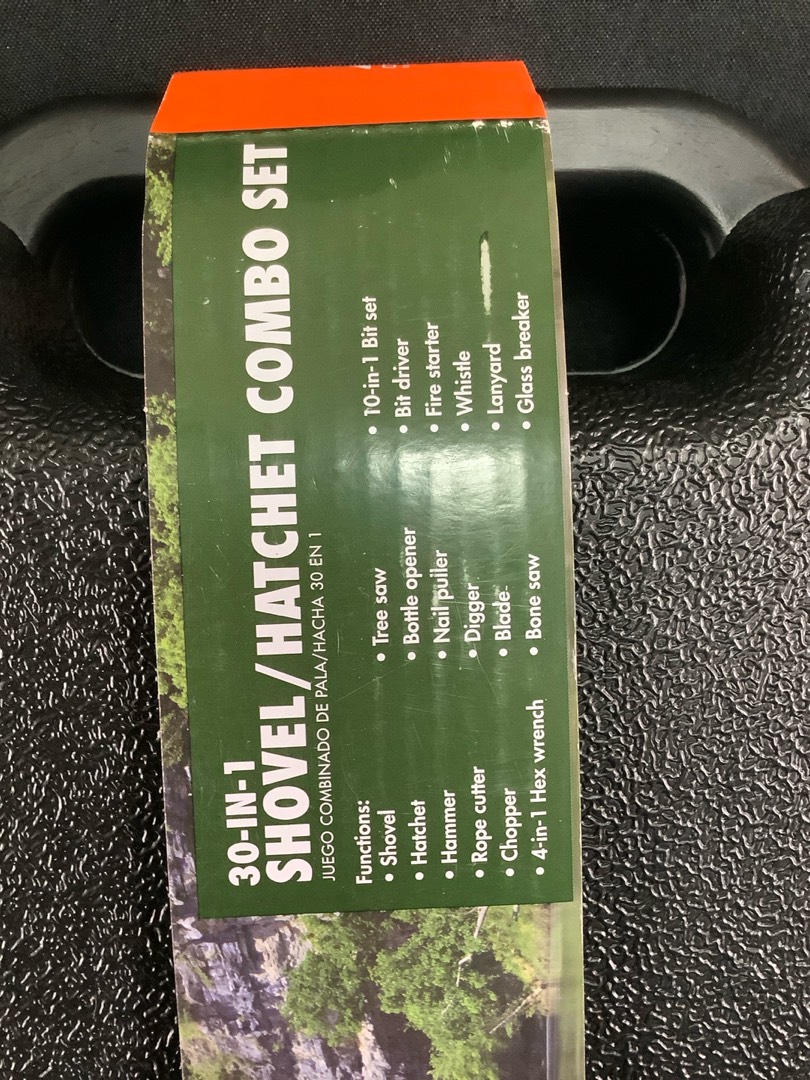 30-IN-1
SHOVEL/HATCHET COMBO SET
JUEGO COMBINADO DE PALA/HACHA 30 EN 1
Functions:
• Shovel
• Hatchet
• Hammer
• Rope cutter
• Chopper
• 4-in-1 Hex wrench
• Tree saw
• Bottle opener
• Nail puller
• Digger
• Blade
• Bone saw
• 10-in-1 Bit set
• Bit driver
• Fire starter
• Whistle
• Lanyard
• Glass breaker